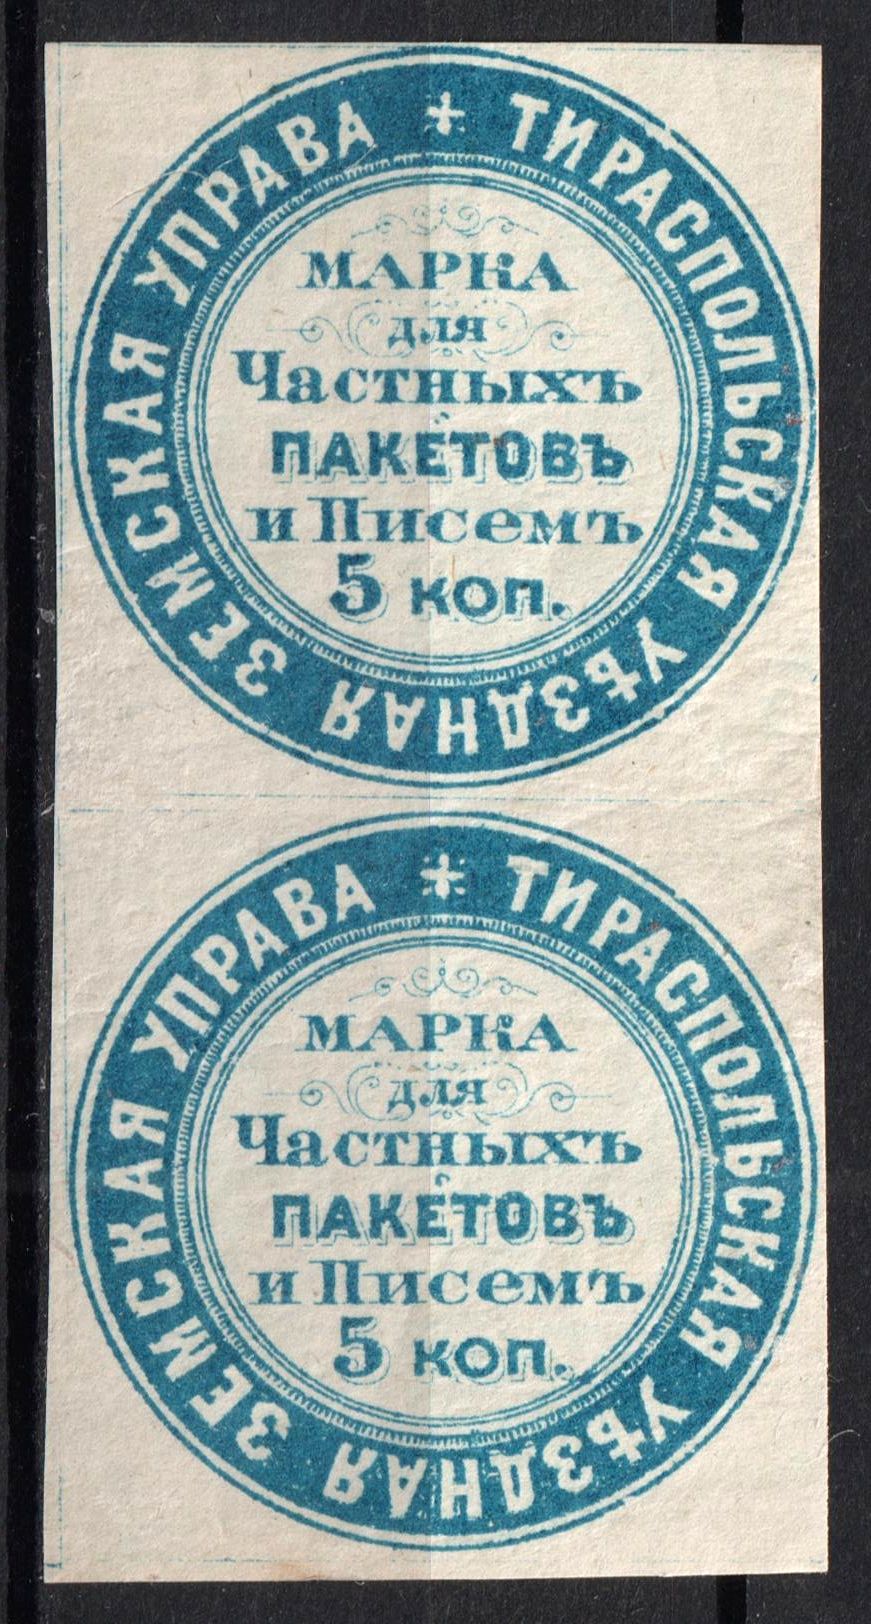 ТИРАСПОЛЬСКАЯ УѢЗДНАЯ ЗЕМСКАЯ УПРАВА
МАРКА
для
Частныхъ
ПАКЕТОВЪ
и Писемъ
5 коп.
ТИРАСПОЛЬСКАЯ УѢЗДНАЯ ЗЕМСКАЯ УПРАВА
МАРКА
для
Частныхъ
ПАКЕТОВЪ
и Писемъ
5 коп.